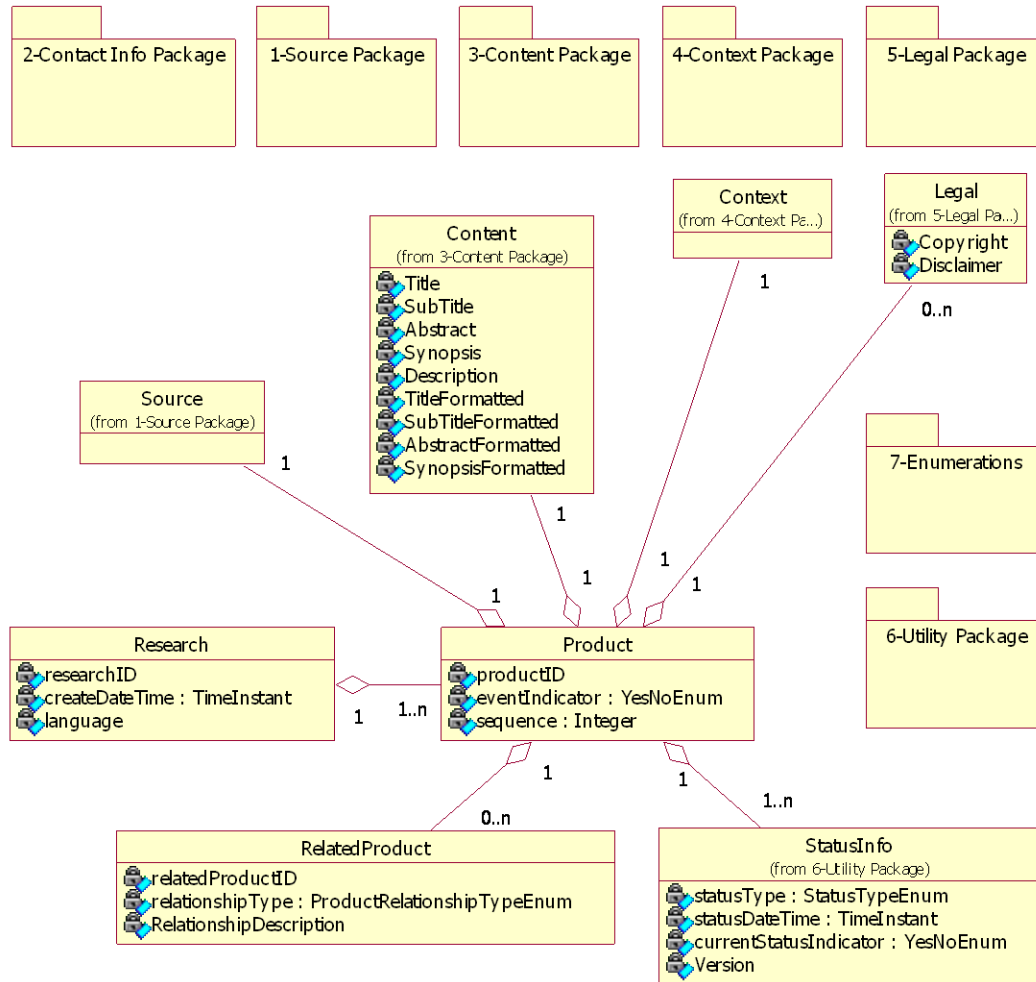 2-Contact Info Package
1-Source Package
3-Content Package
4-Context Package
5-Legal Package
Content
(from 3-Content Package)
Title
SubTitle
Abstract
Synopsis
Description
TitleFormatted
SubTitleFormatted
AbstractFormatted
SynopsisFormatted
1
1
Context
(from 4-Context Pa...)
1
1
Legal
(from 5-Legal Pa...)
Copyright
Disclaimer
0..n
1
Source
(from 1-Source Package)
1
1
7-Enumerations
6-Utility Package
Research
researchID
createDateTime : TimeInstant
language
1
1..n
Product
productID
eventIndicator : YesNoEnum
sequence : Integer
1
0..n
1
1..n
RelatedProduct
relatedProductID
relationshipType : ProductRelationshipTypeEnum
RelationshipDescription
StatusInfo
(from 6-Utility Package)
statusType : StatusTypeEnum
statusDateTime : TimeInstant
currentStatusIndicator : YesNoEnum
Version